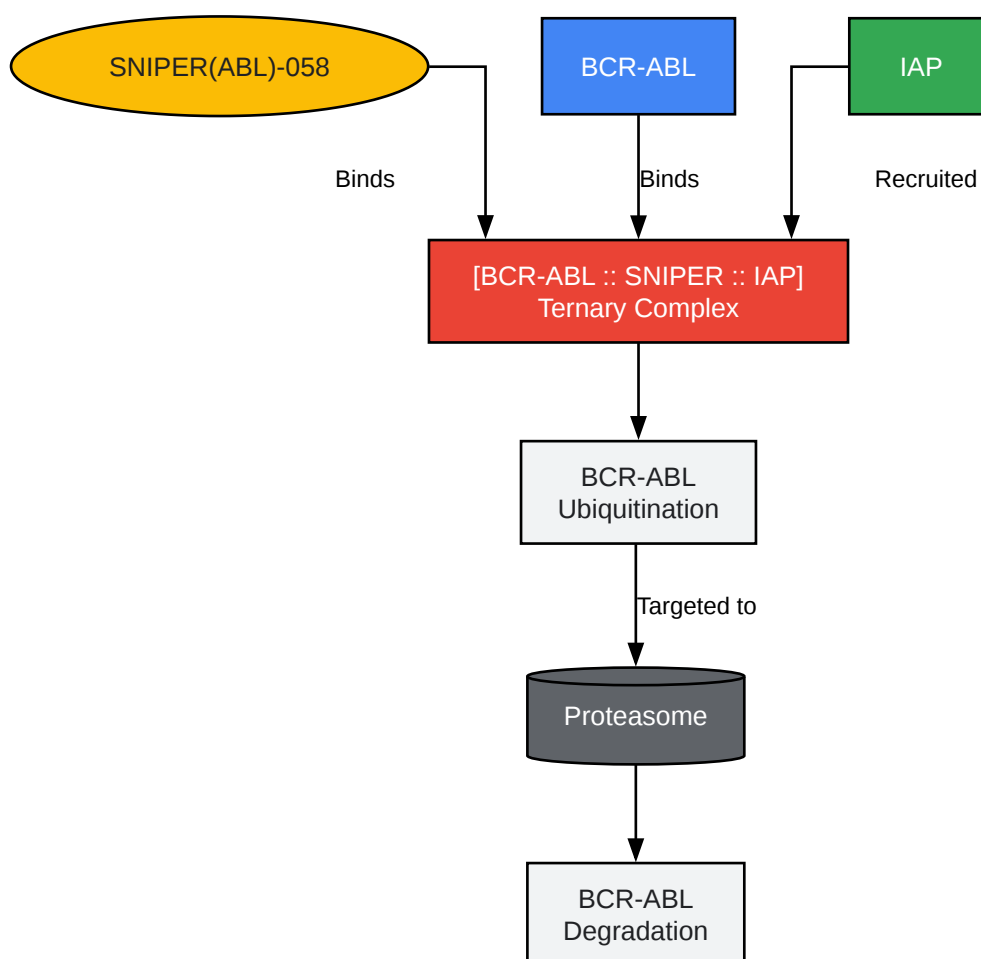 SNIPER(ABL)-058
BCR-ABL
IAP
Binds
Binds
Recruited
[BCR-ABL :: SNIPER :: IAP]
Ternary Complex
BCR-ABL
Ubiquitination
Targeted to
Proteasome
BCR-ABL
Degradation